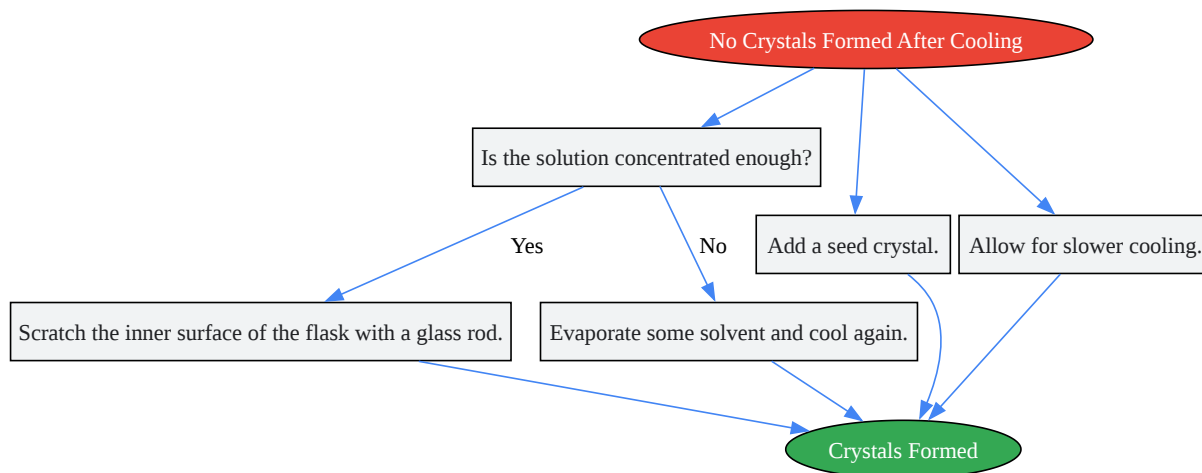 No Crystals Formed After Cooling
Is the solution concentrated enough?
Yes
No
Add a seed crystal.
Allow for slower cooling.
Scratch the inner surface of the flask with a glass rod.
Evaporate some solvent and cool again.
Crystals Formed